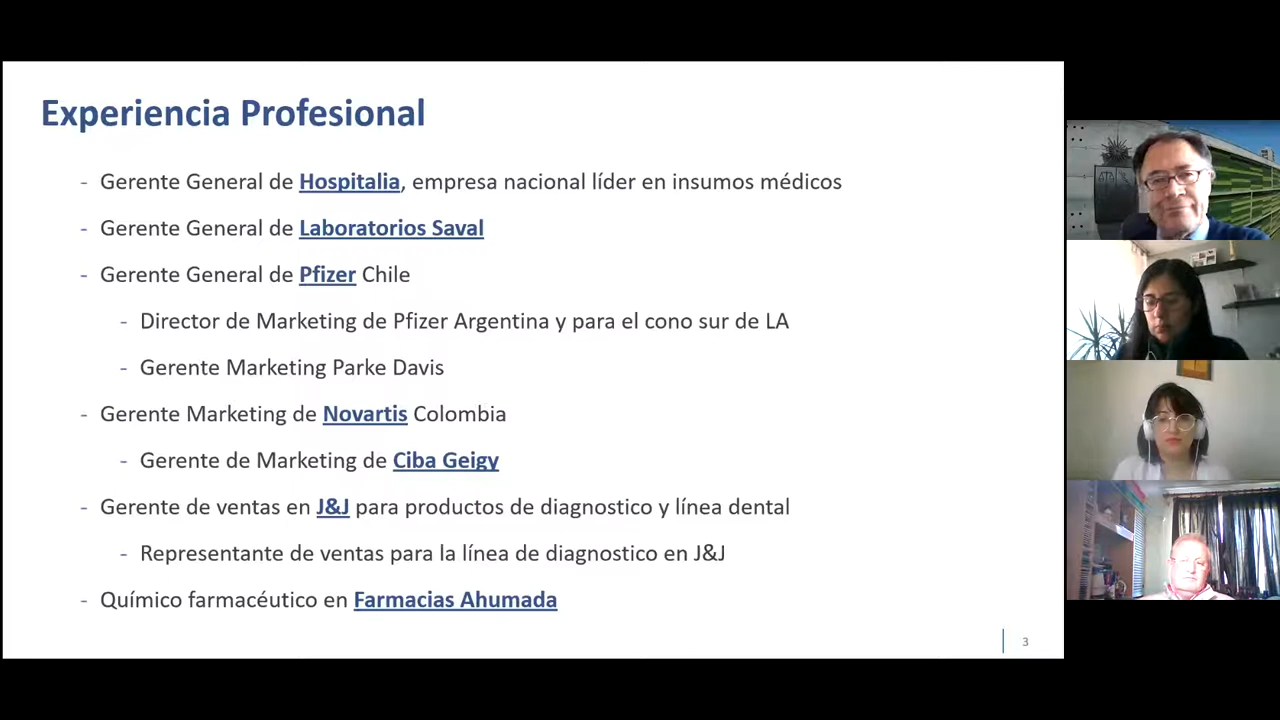 Experiencia Profesional
- Gerente General de Hospitalia, empresa nacional líder en insumos médicos
- Gerente General de Laboratorios Saval
- Gerente General de Pfizer Chile
- Director de Marketing de Pfizer Argentina y para el cono sur de LA
- Gerente Marketing Parke Davis
- Gerente Marketing de Novartis Colombia
- Gerente de Marketing de Ciba Geigy
- Gerente de ventas en J&J para productos de diagnostico y línea dental
- Representante de ventas para la línea de diagnostico en J&J
- Químico farmacéutico en Farmacias Ahumada
3